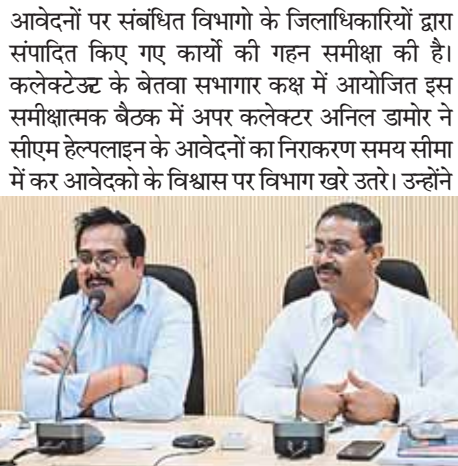 आवेदनों पर संबंधित विभागो के जिलाधिकारियों द्वारा
संपादित किए गए कार्यो की गहन समीक्षा की है।
कलेक्टेऊट के बेतवा सभागार कक्ष में आयोजित इस
समीक्षात्मक बैठक में अपर कलेक्टर अनिल डामोर ने
सीएम हेल्पलाइन के आवेदनों का निराकरण समय सीमा
में कर आवेदको के विश्वास पर विभाग खरे उतरे। उन्होंने